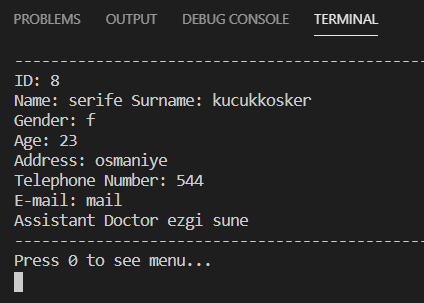 PROBLEMS OUTPUT DEBUG CONSOLE TERMINAL
--------------------------------------------
ID: 8
Name: serife Surname: kucukkosker
Gender: f
Age: 23
Address: osmaniye
Telephone Number: 544
E-mail: mail
Assistant Doctor ezgi sune
--------------------------------------------
Press 0 to see menu...